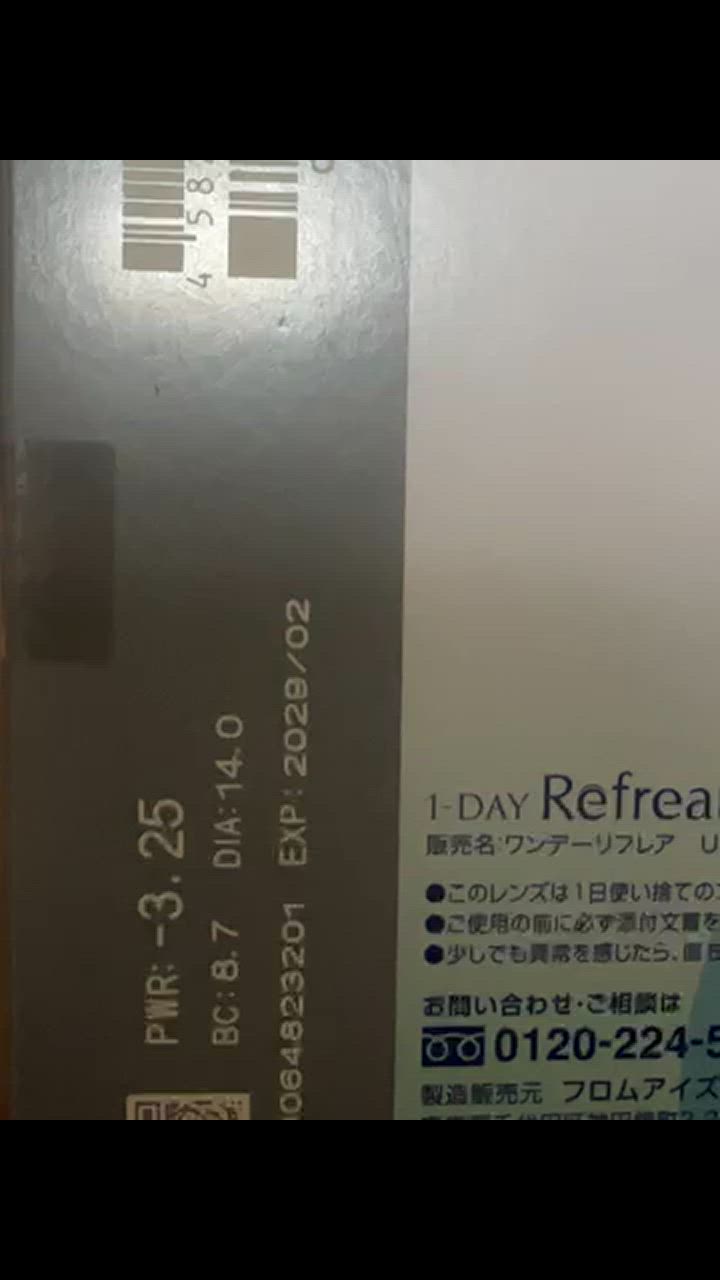 4 58
PWR: -3.25
BC: 8.7 DIA: 14.0
064823201 EXP: 2028/02
1-DAY Refrea
販売名:ワンデーリフレア U
●このレンズは1日使い捨ての
●ご使用の前に必ず添付文書を
●少しでも異常を感じたら、直
お問い合わせ・ご相談は
0120-224-5
製造販売元 フロムアイズ